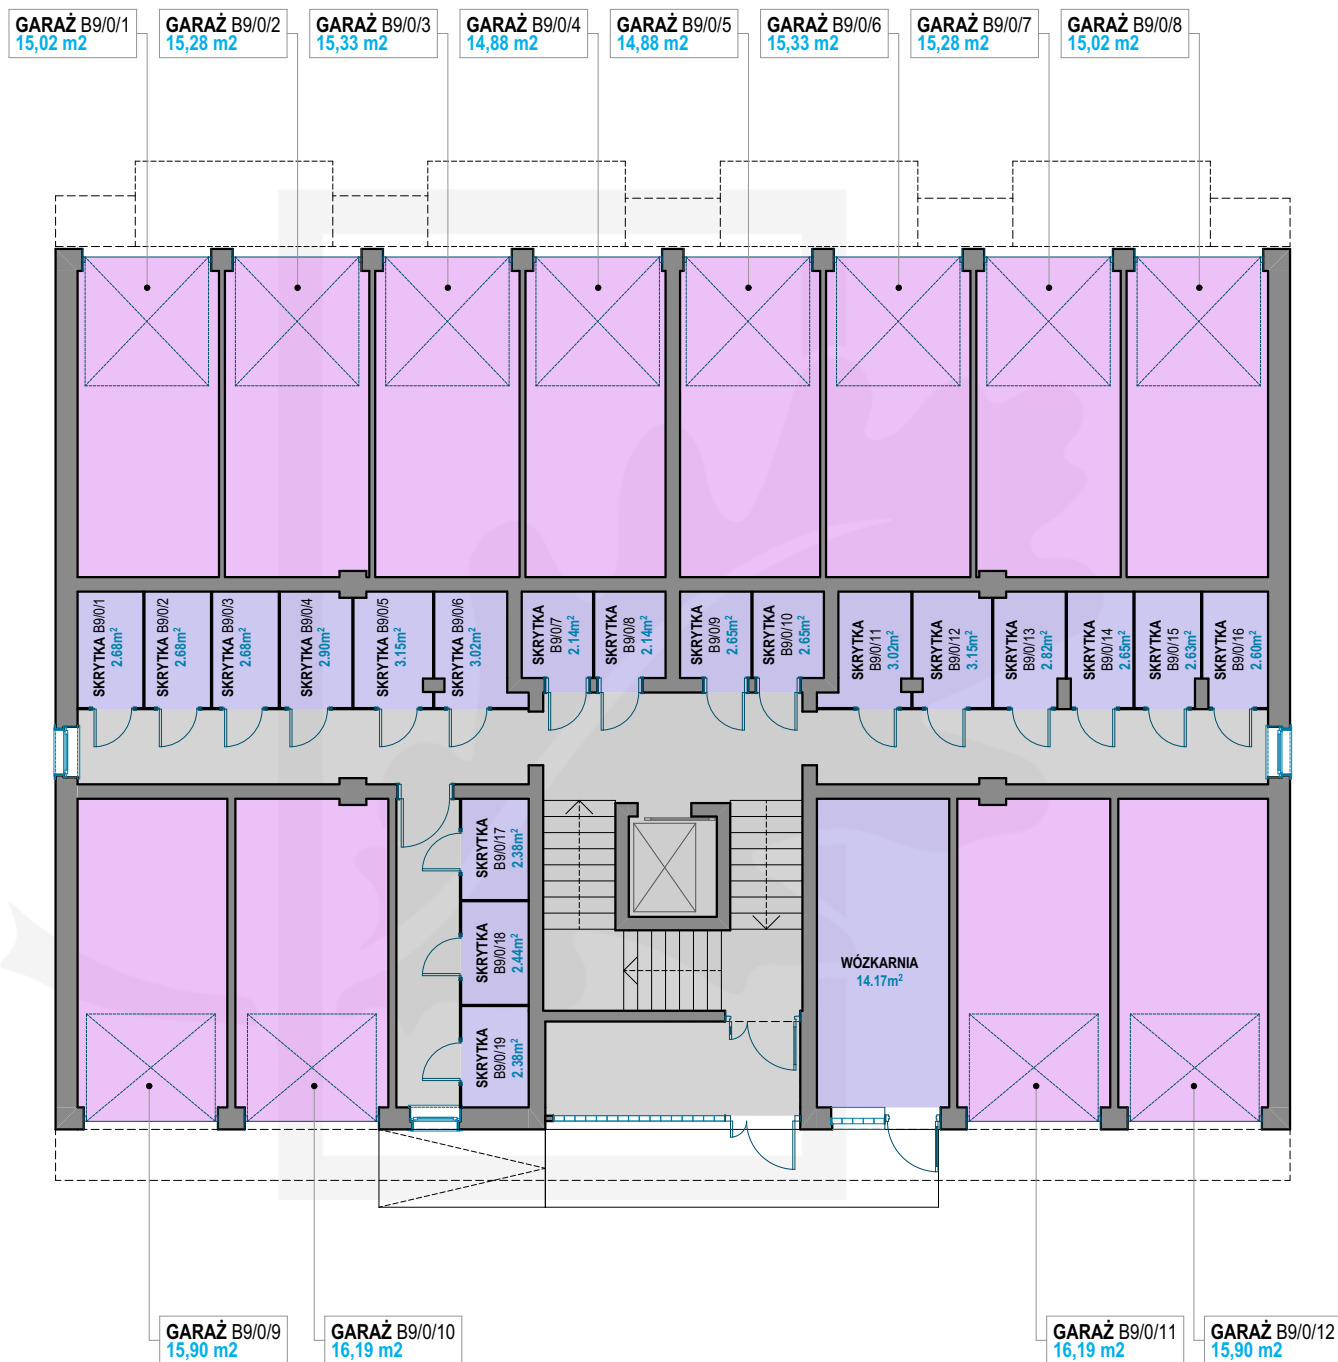 GARAŻ B9/0/1
15,02 m2
GARAŻ B9/0/2
15,28 m2
GARAŻ B9/0/3
15,33 m2
GARAŻ B9/0/4
14,88 m2
GARAŻ B9/0/5
14,88 m2
GARAŻ B9/0/6
15,33 m2
GARAŻ B9/0/7
15,28 m2
GARAŻ B9/0/8
15,02 m2
SKRYTKA B9/0/1
2.68m²
SKRYTKA B9/0/2
2.68m²
SKRYTKA B9/0/3
2.68m²
SKRYTKA B9/0/4
2.90m²
SKRYTKA B9/0/5
3.15m²
SKRYTKA B9/0/6
3.02m²
SKRYTKA
B9/0/7
2.14m²
SKRYTKA
B9/0/8
2.14m²
SKRYTKA
B9/0/9
2.65m²
SKRYTKA
B9/0/10
2.65m²
SKRYTKA
B9/0/11
3.02m²
SKRYTKA
B9/0/12
3.15m²
SKRYTKA
B9/0/13
2.82m²
SKRYTKA
B9/0/14
2.65m²
SKRYTKA
B9/0/15
2.63m²
SKRYTKA
B9/0/16
2.60m²
SKRYTKA
B9/0/17
2.38m²
SKRYTKA
B9/0/18
2.44m²
SKRYTKA
B9/0/19
2.38m²
WÓZKARNIA
14.17m²
GARAŻ B9/0/9
15,90 m2
GARAŻ B9/0/10
16,19 m2
GARAŻ B9/0/11
16,19 m2
GARAŻ B9/0/12
15,90 m2